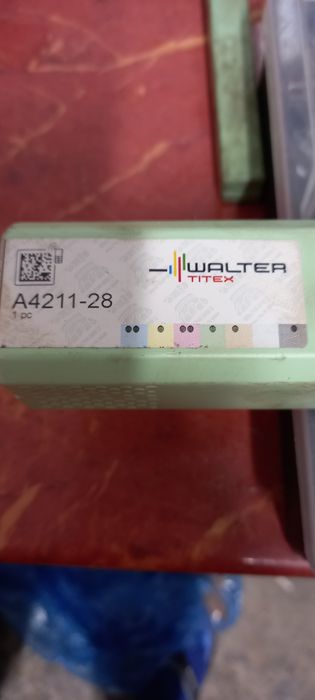 WALTER
TITEX
A4211-28
1 pc